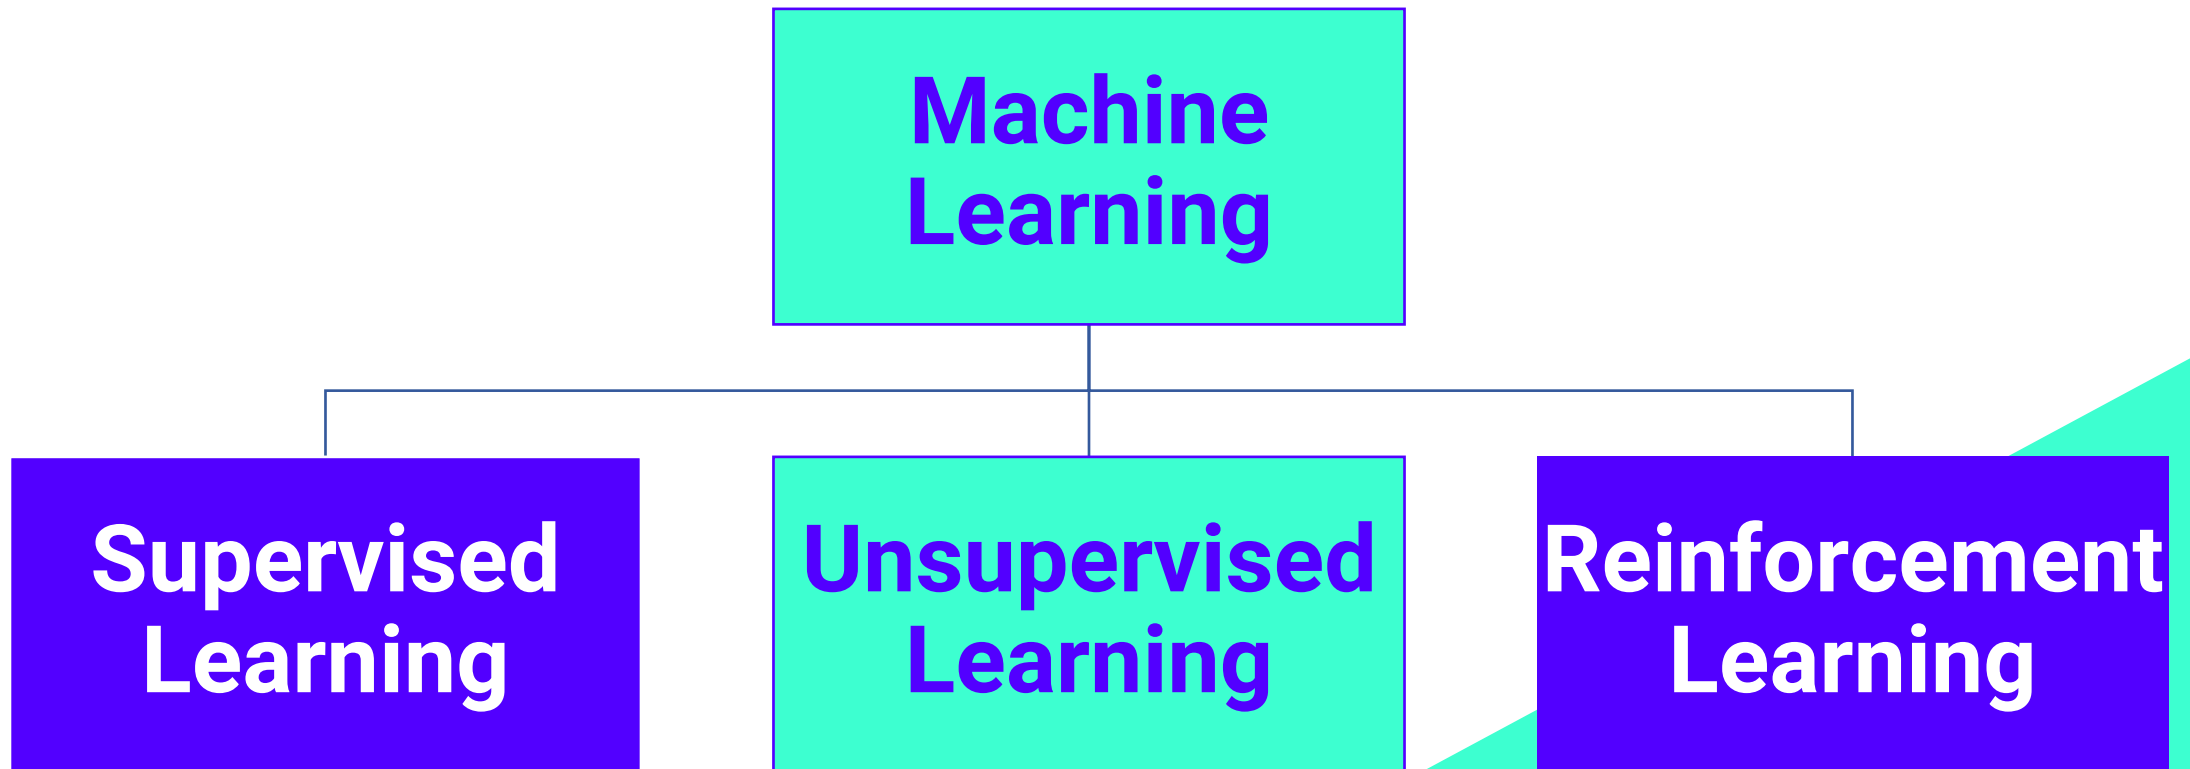 Machine
Learning
Supervised
Learning
Unsupervised
Learning
Reinforcement
Learning